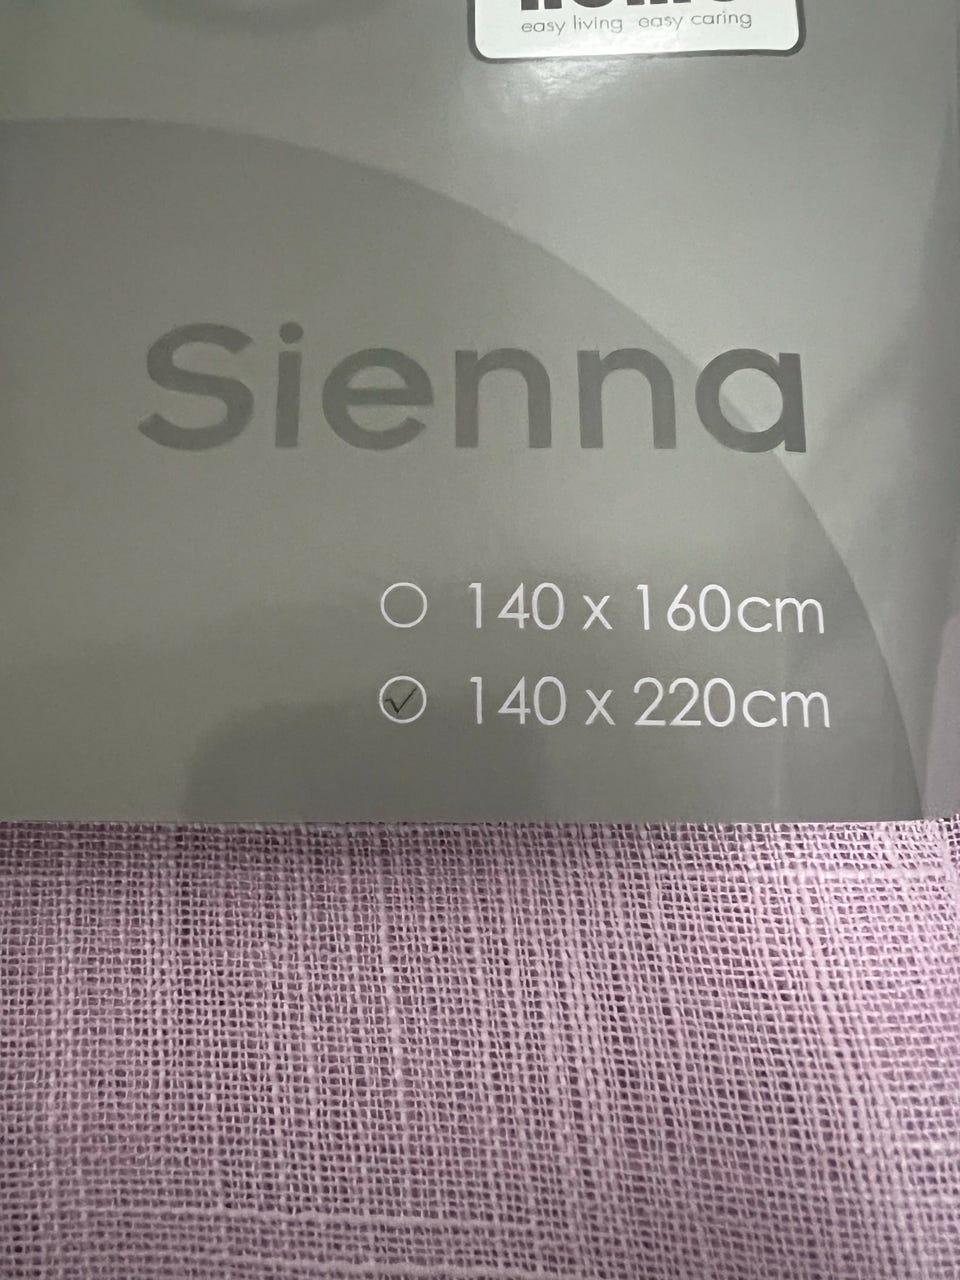 easy living easy caring
Sienna
140 x 160cm
140 x 220cm